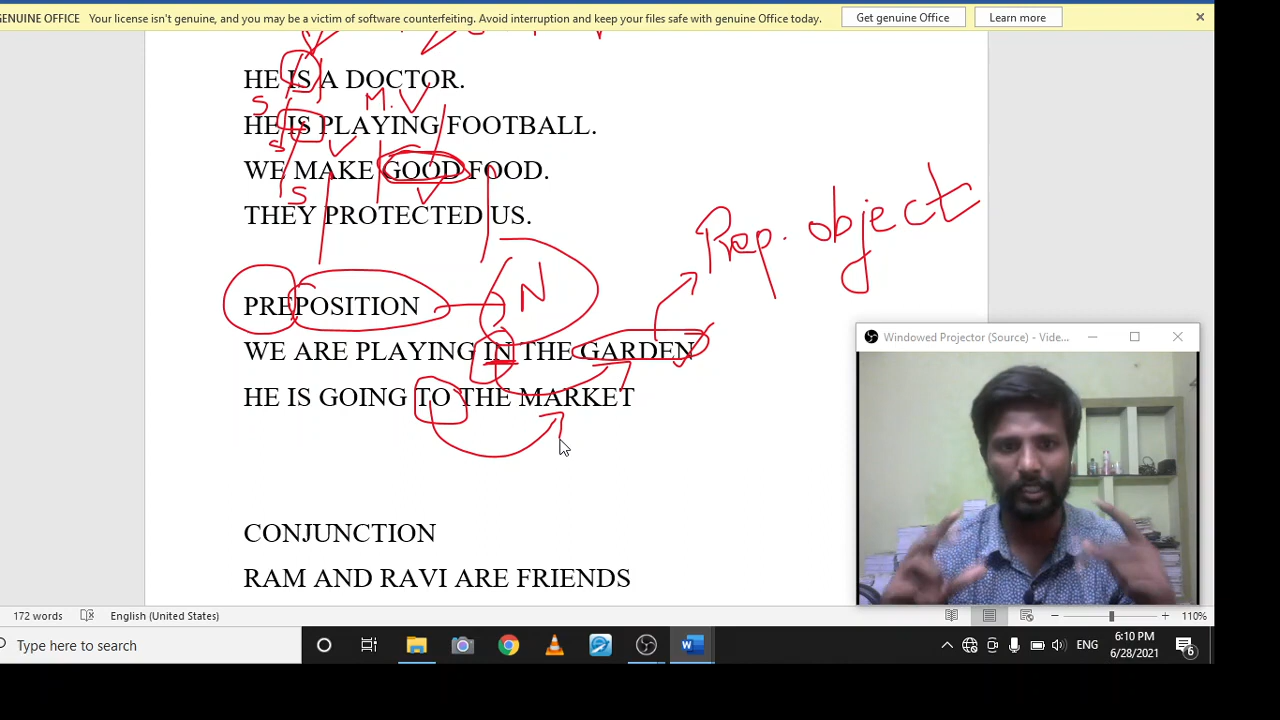 GENUINE OFFICE Your license isn't genuine, and you may be a victim of software counterfeiting. Avoid interruption and keep your files safe with genuine Office today. Get genuine Office Learn more
HE IS A DOCTOR.
S M.V
HE IS PLAYING FOOTBALL.
S V
WE MAKE GOOD FOOD.
S V
THEY PROTECTED US.
Prep. object
N
PREPOSITION
WE ARE PLAYING IN THE GARDEN
HE IS GOING TO THE MARKET
Windowed Projector (Source) - Vide...
CONJUNCTION
RAM AND RAVI ARE FRIENDS
172 words English (United States) 110%
Type here to search ENG 6:10 PM
6/28/2021 6